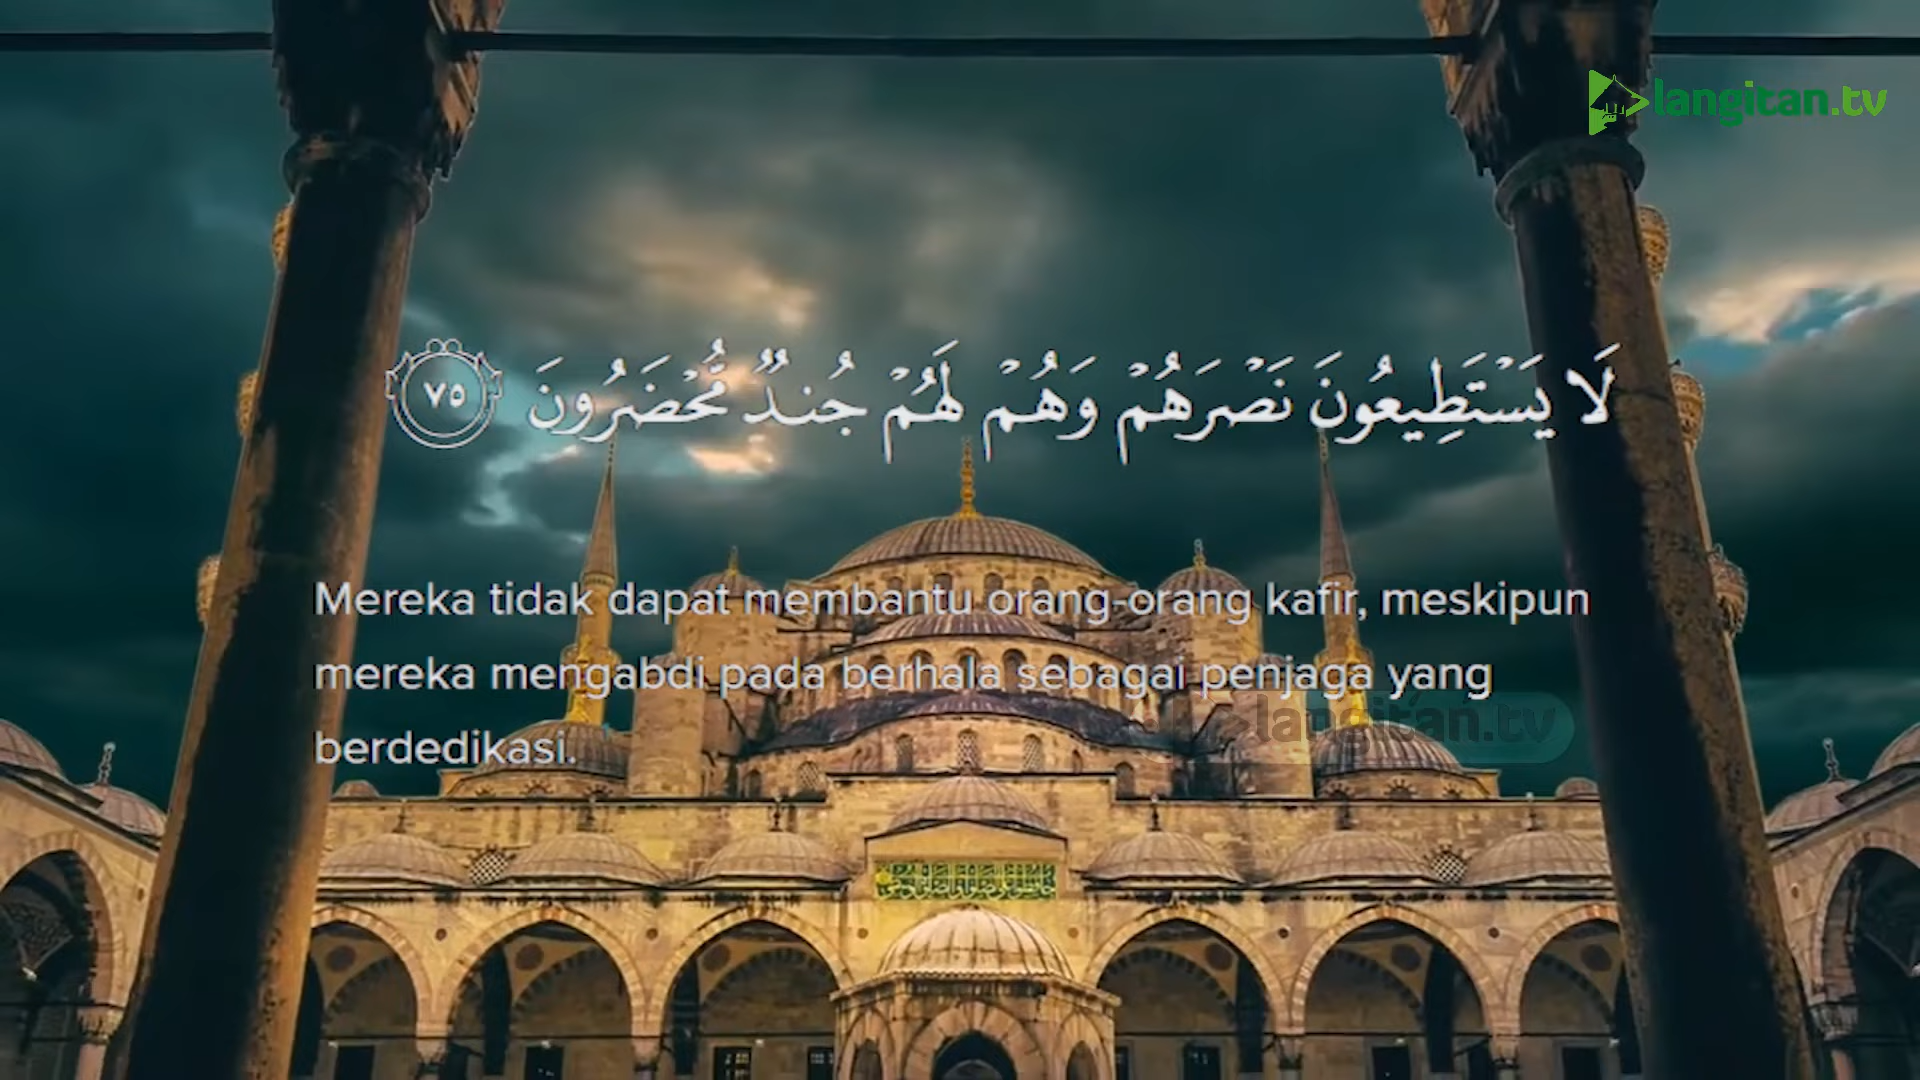 langitan.tv
لَا يَسْتَطِيعُونَ نَصْرَهُمْ وَهُمْ لَهُمْ جُندٌ مُّحْضَرُونَ ٧٥
Mereka tidak dapat membantu orang-orang kafir, meskipun
mereka mengabdi pada berhala sebagai penjaga yang
berdedikasi.
langitan.tv